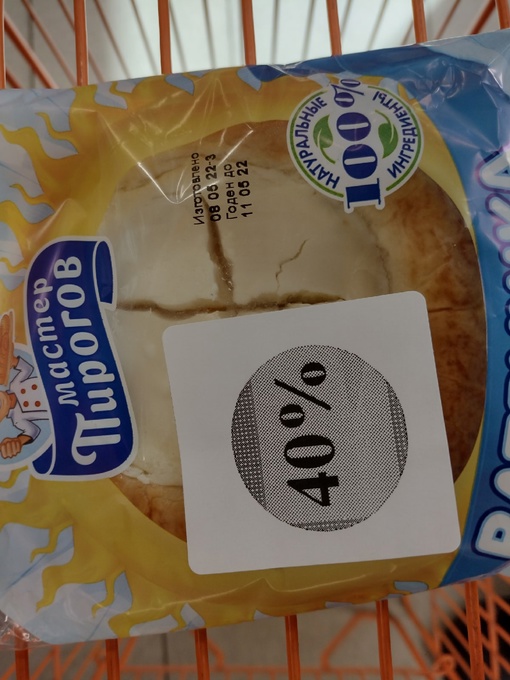 мастер
Пирогов
Изготовлено
08 05 22-3
Годен до
11 05 22
НАТУРАЛЬНЫЕ
100%
ИНГРЕДИЕНТЫ
40%